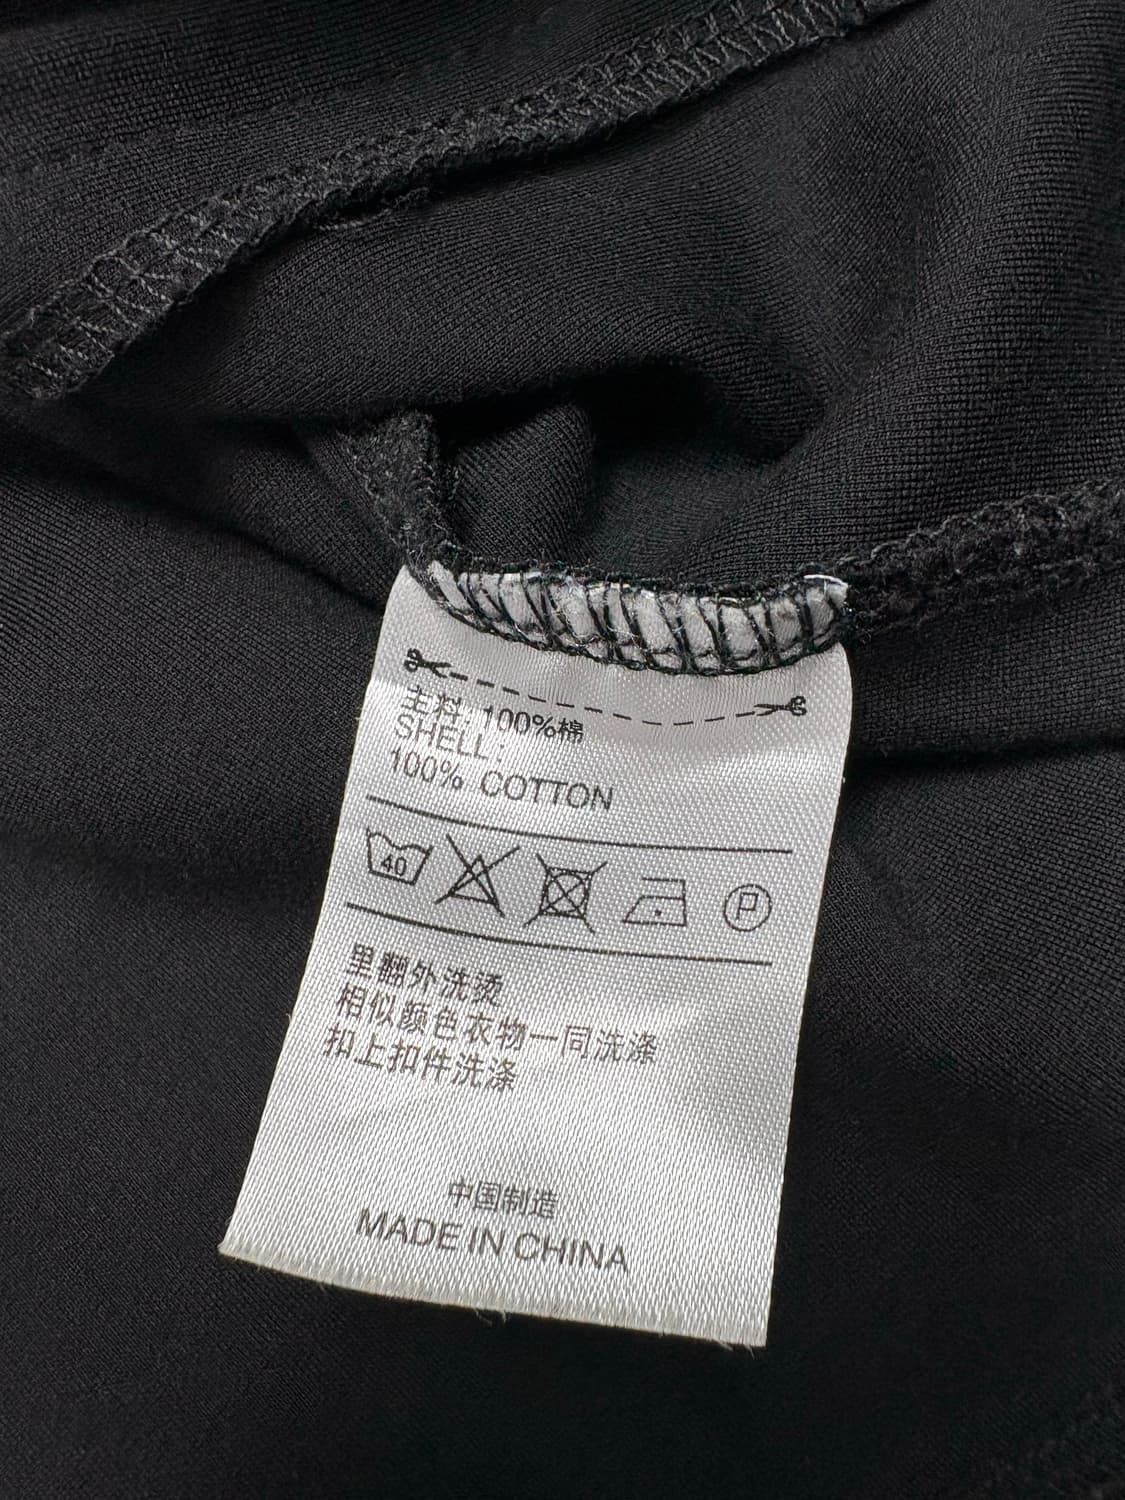 主料: 100%棉
SHELL:
100% COTTON
40
P
里翻外洗烫
相似颜色衣物一同洗涤
扣上扣件洗涤
中国制造
MADE IN CHINA